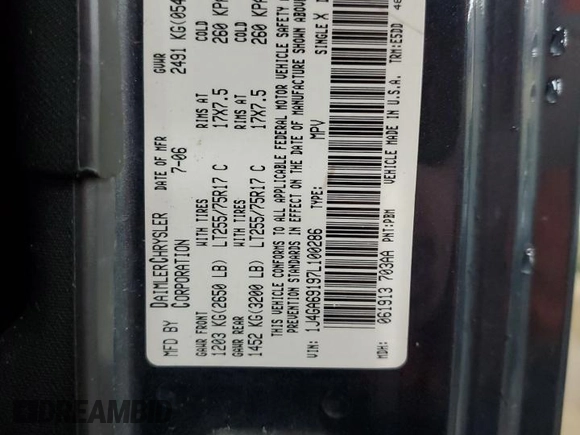 MFD BY DAIMLERCHRYSLER CORPORATION
DATE OF MFR 7-06
GVWR 2491 KG(054
GAWR FRONT WITH TIRES RIMS AT COLD
1203 KG(2650 LB) LT255/75R17 C 17X7.5 260 KPA
GAWR REAR WITH TIRES RIMS AT COLD
1452 KG(3200 LB) LT255/75R17 C 17X7.5 260 KPA
THIS VEHICLE CONFORMS TO ALL APPLICABLE FEDERAL MOTOR VEHICLE SAFETY
PREVENTION STANDARDS IN EFFECT ON THE DATE OF MANUFACTURE SHOWN ABOVE
VIN: 1J4GA69197L100286 MPV SINGLE X
MDH: 061913 703AA PNT:PBM VEHICLE MADE IN U.S.A. TRM:E5DD
DREAMBID